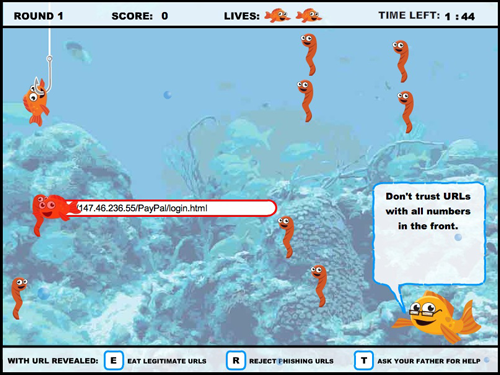 ROUND 1 SCORE: 0 LIVES: TIME LEFT: 1 : 44
147.46.236.55/PayPal/login.html
Don't trust URLs
with all numbers
in the front.
WITH URL REVEALED: E EAT LEGITIMATE URLS R REJECT PHISHING URLS T ASK YOUR FATHER FOR HELP